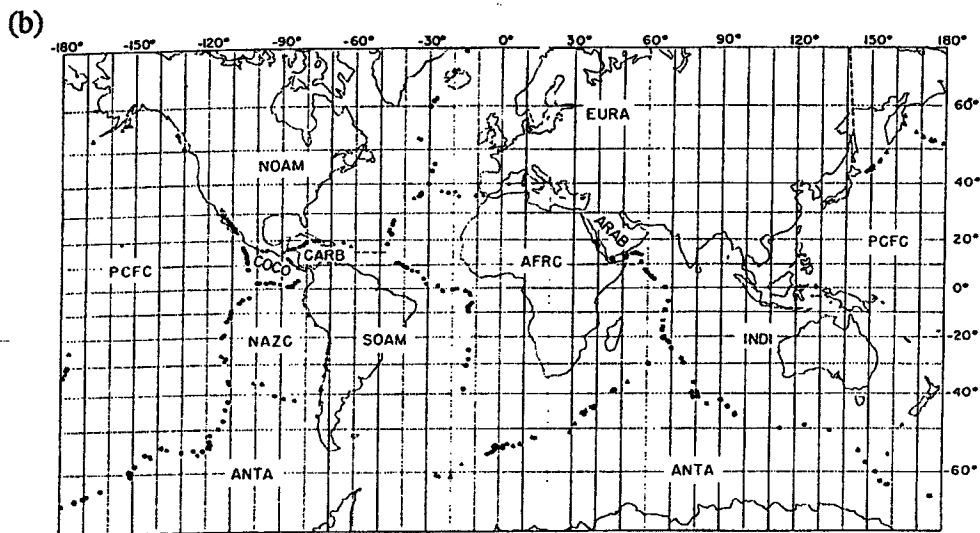 (b)
-180° -150° -120° -90° -60° -30° 0° 30° 60° 90° 120° 150° 180°
60°
EURA
NOAM
40°
ARAB
20°
CARB
PCFC
COCO
AFRC
PCFC
0°
NAZC
SOAM
INDI
-20°
-40°
ANTA
ANTA
-60°